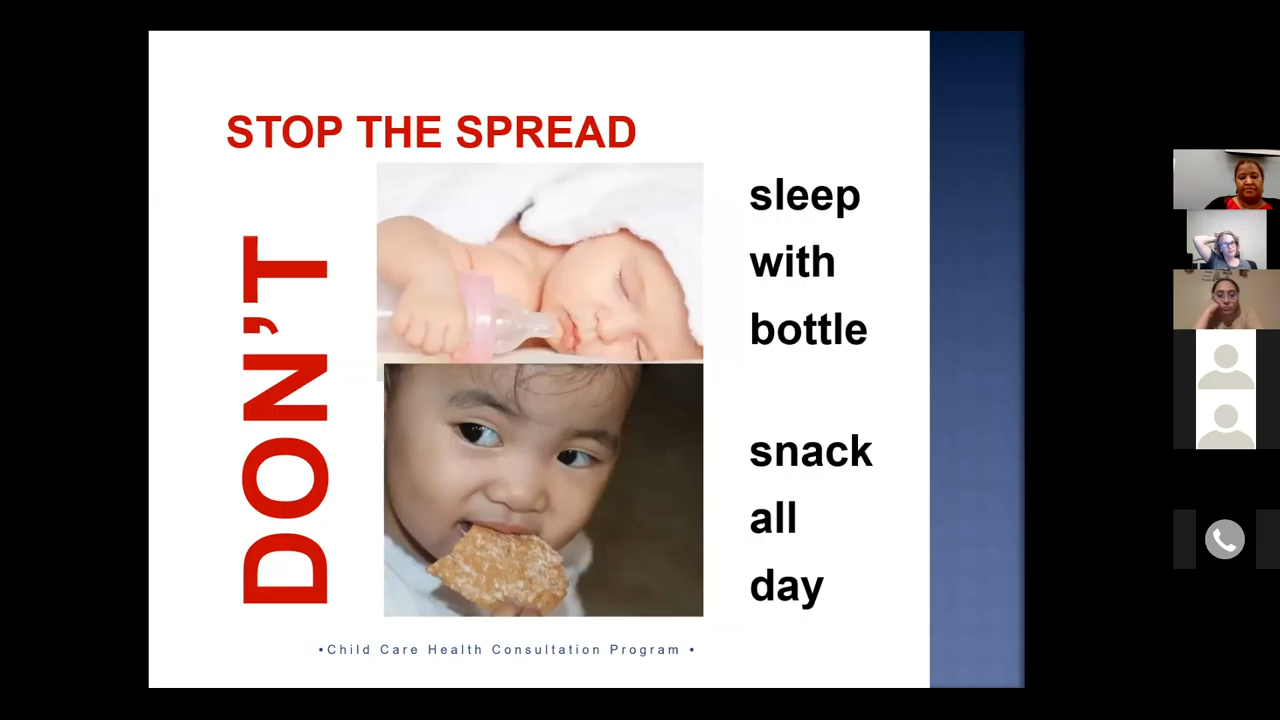 STOP THE SPREAD
DON'T
sleep
with
bottle
snack
all
day
•Child Care Health Consultation Program •